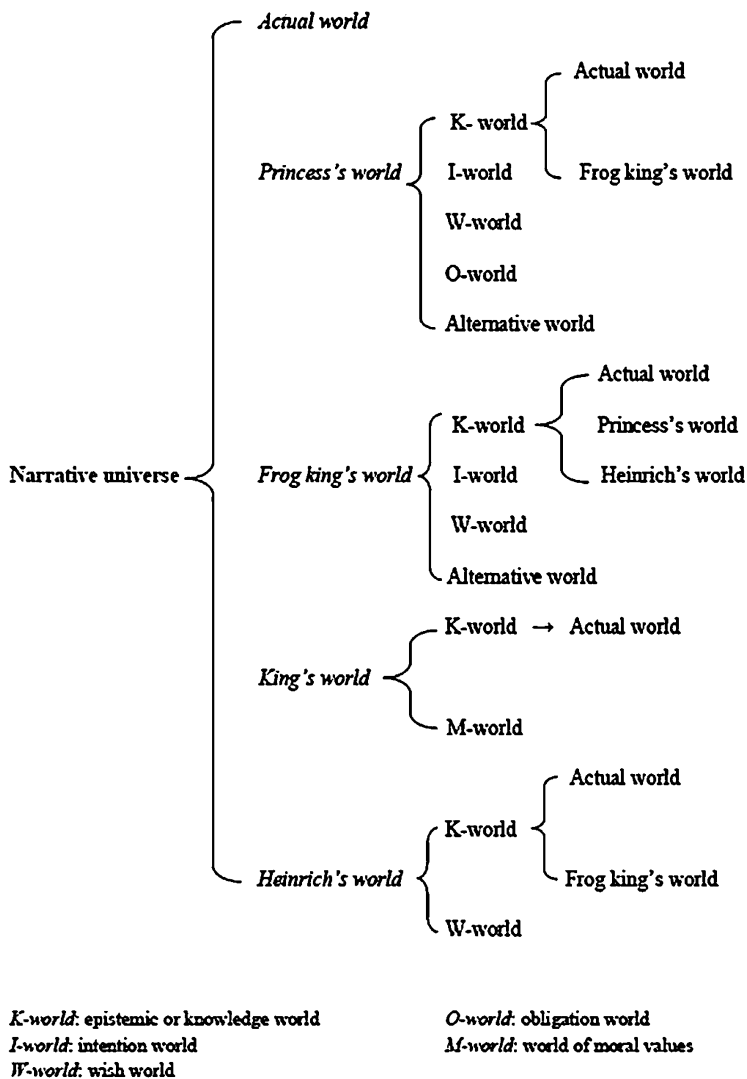 Actual world
Actual world
K- world
Princess's world
I-world
Frog king's world
W-world
O-world
Alternative world
Actual world
K-world
Princess's world
Narrative universe
Frog king's world
I-world
Heinrich's world
W-world
Alternative world
K-world → Actual world
King's world
M-world
Actual world
K-world
Heinrich's world
Frog king's world
W-world
K-world: epistemic or knowledge world
O-world: obligation world
I-world: intention world
M-world: world of moral values
W-world: wish world